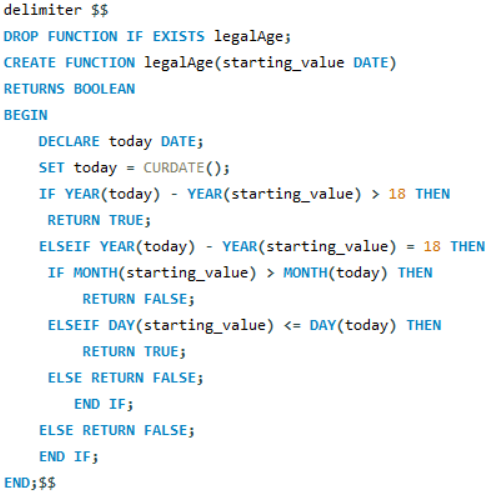 delimiter $$
DROP FUNCTION IF EXISTS legalAge;
CREATE FUNCTION legalAge(starting_value DATE)
RETURNS BOOLEAN
BEGIN
    DECLARE today DATE;
    SET today = CURDATE();
    IF YEAR(today) - YEAR(starting_value) > 18 THEN
     RETURN TRUE;
    ELSEIF YEAR(today) - YEAR(starting_value) = 18 THEN
     IF MONTH(starting_value) > MONTH(today) THEN
         RETURN FALSE;
     ELSEIF DAY(starting_value) <= DAY(today) THEN
         RETURN TRUE;
     ELSE RETURN FALSE;
        END IF;
    ELSE RETURN FALSE;
    END IF;
END;$$